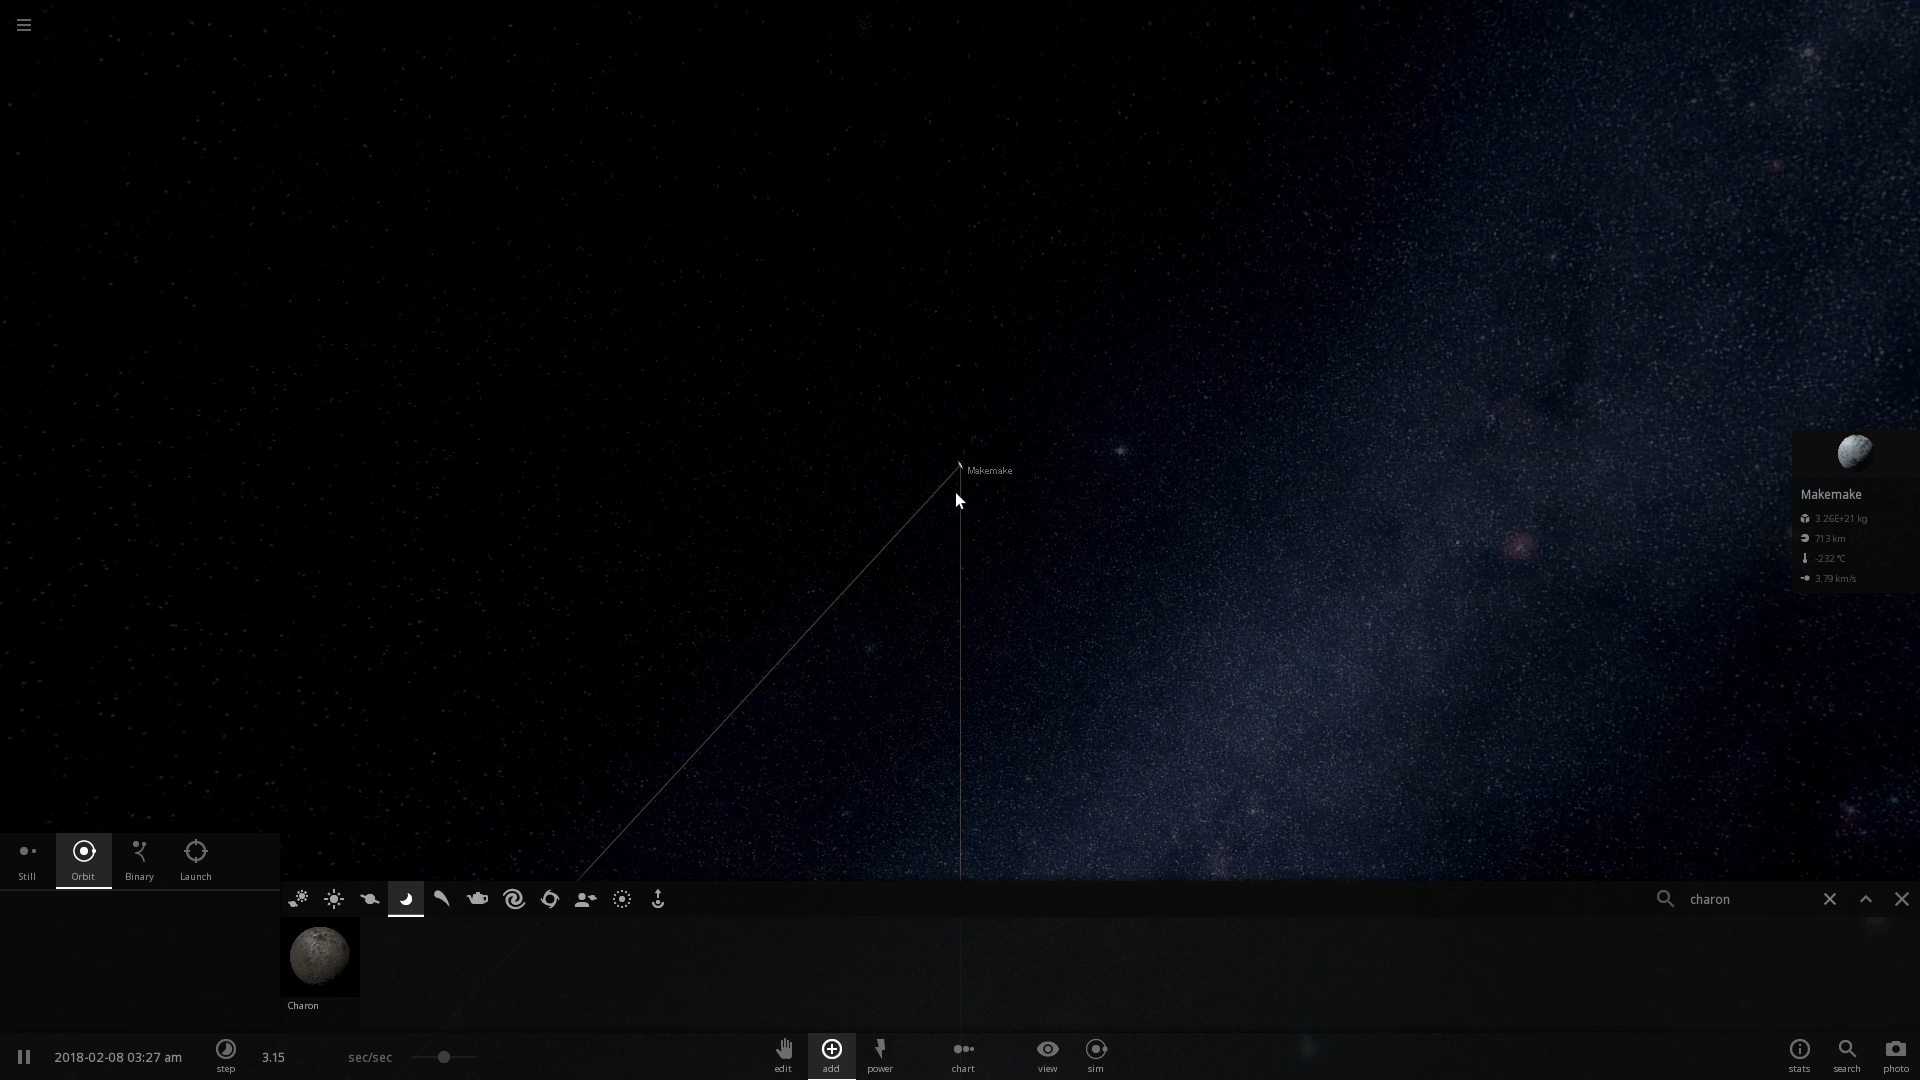 Makemake
Makemake
3.26E+21 kg
713 km
-232 °C
3.79 km/s
Still
Orbit
Binary
Launch
charon
Charon
2018-02-08 03:27 am
step
3.15
sec/sec
edit
add
power
chart
view
sim
stats
search
photo